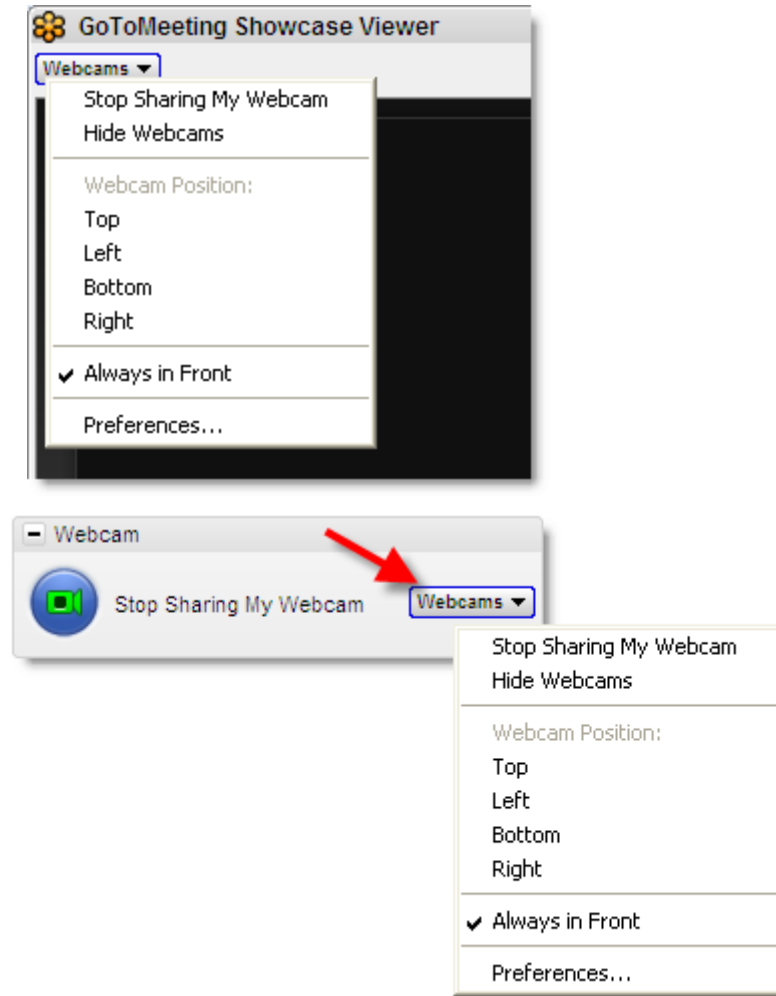 GoToMeeting Showcase Viewer
Webcams
Stop Sharing My Webcam
Hide Webcams
Webcam Position:
Top
Left
Bottom
Right
Always in Front
Preferences...
Webcam
Stop Sharing My Webcam
Webcams
Stop Sharing My Webcam
Hide Webcams
Webcam Position:
Top
Left
Bottom
Right
Always in Front
Preferences...